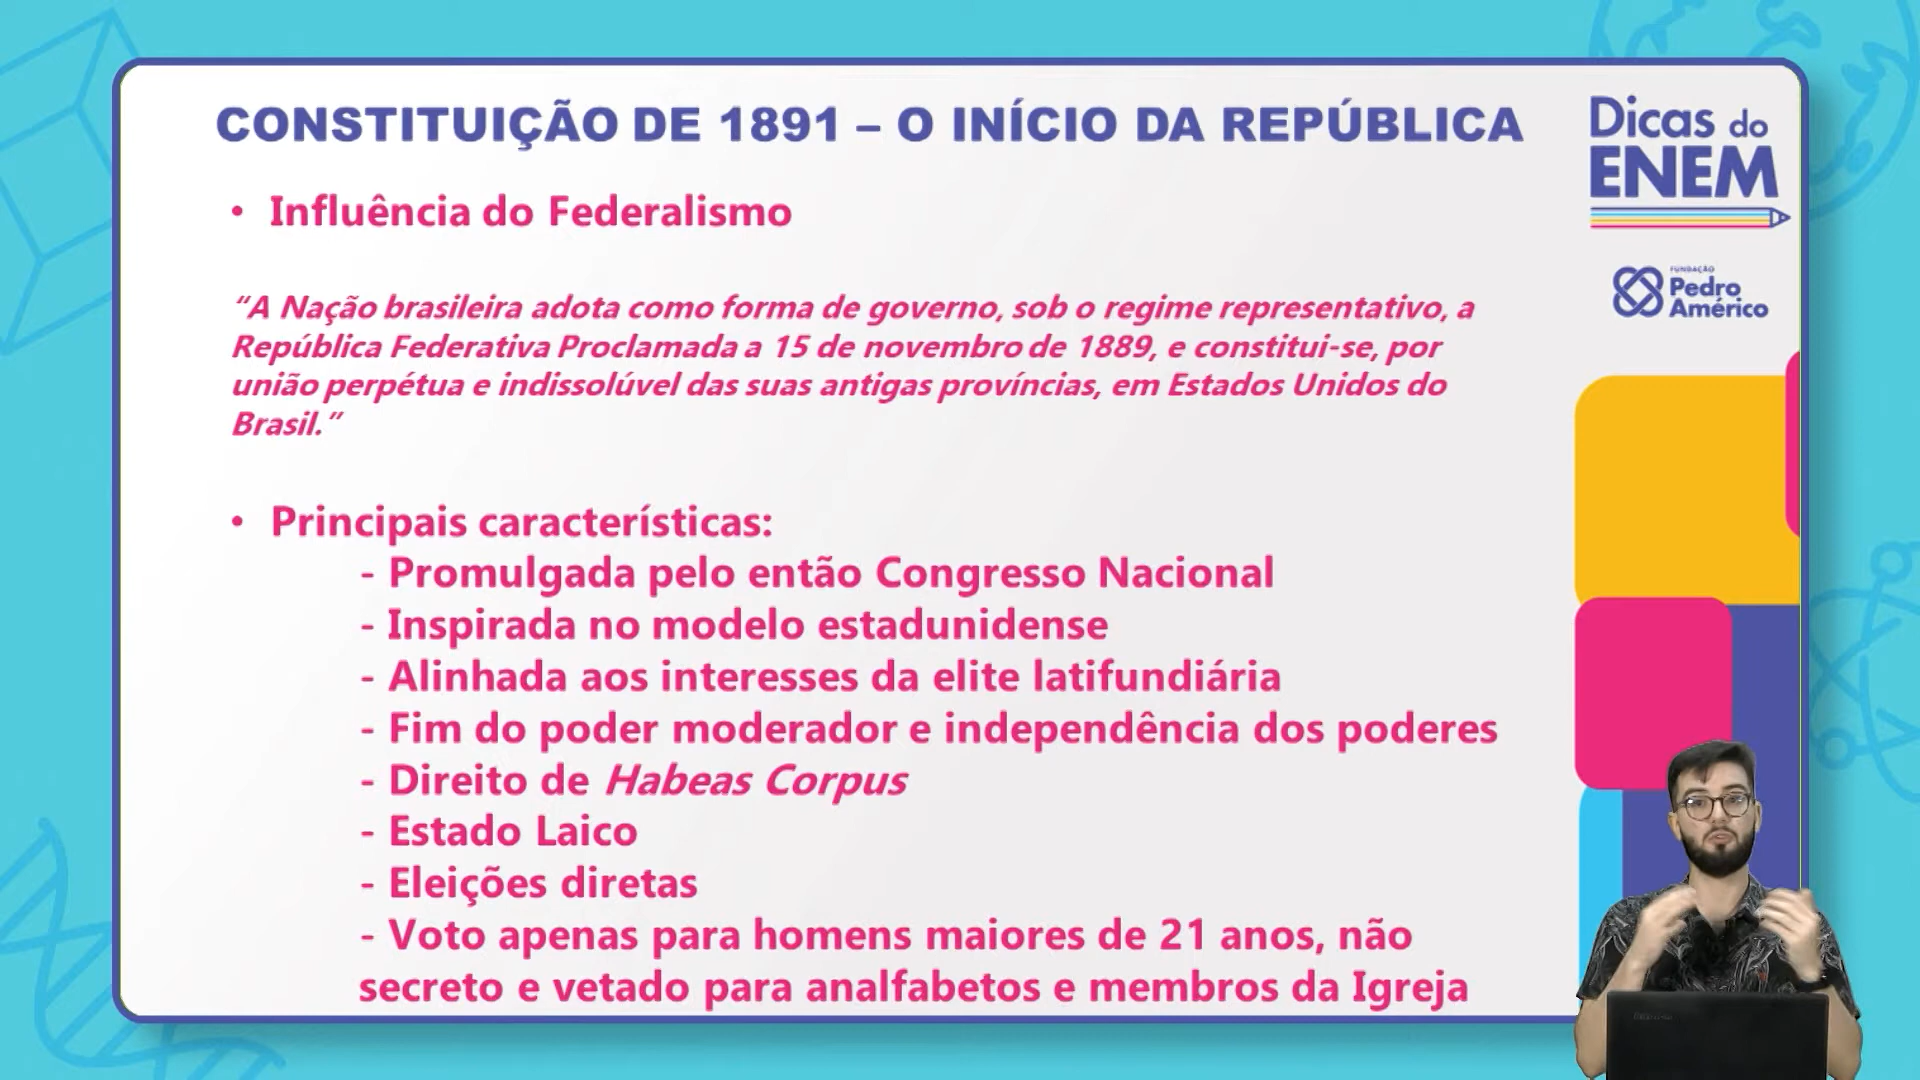 CONSTITUIÇÃO DE 1891 – O INÍCIO DA REPÚBLICA
Dicas do
ENEM
FUNDAÇÃO
Pedro
Américo
• Influência do Federalismo
“A Nação brasileira adota como forma de governo, sob o regime representativo, a
República Federativa Proclamada a 15 de novembro de 1889, e constitui-se, por
união perpétua e indissolúvel das suas antigas províncias, em Estados Unidos do
Brasil.”
• Principais características:
- Promulgada pelo então Congresso Nacional
- Inspirada no modelo estadunidense
- Alinhada aos interesses da elite latifundiária
- Fim do poder moderador e independência dos poderes
- Direito de Habeas Corpus
- Estado Laico
- Eleições diretas
- Voto apenas para homens maiores de 21 anos, não
secreto e vetado para analfabetos e membros da Igreja